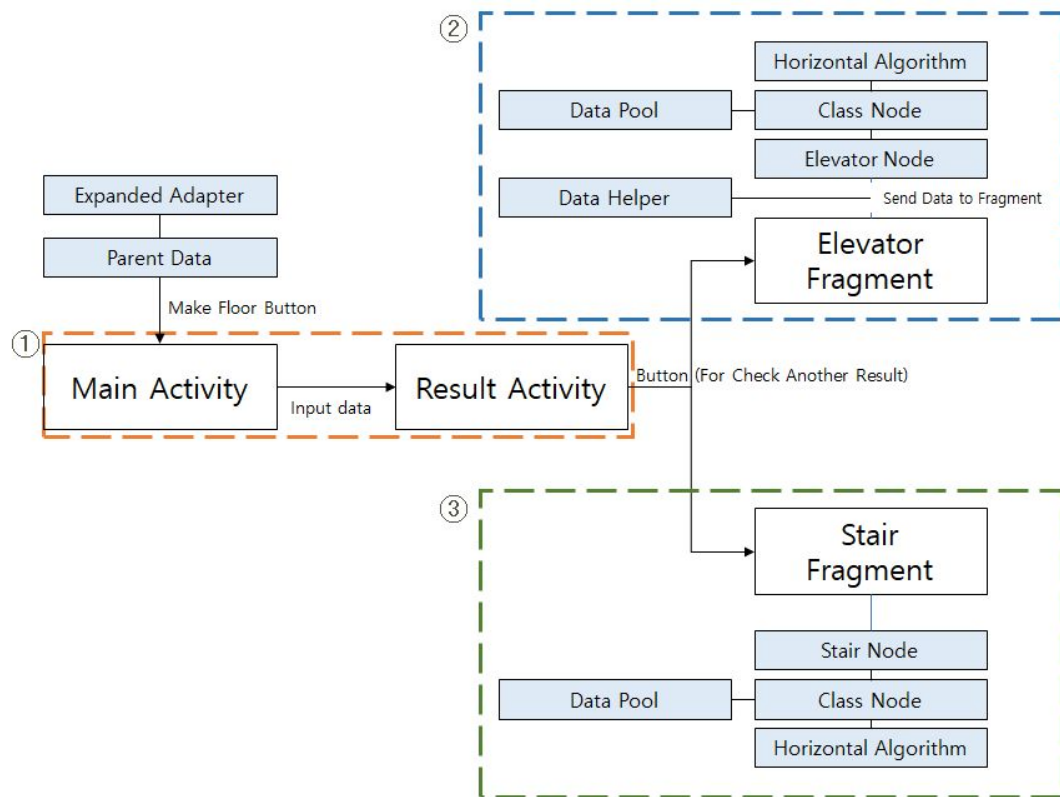 ②
Horizontal Algorithm
Data Pool
Class Node
Elevator Node
Expanded Adapter
Data Helper
Send Data to Fragment
Parent Data
Elevator
Fragment
Make Floor Button
①
Main Activity
Input data
Result Activity
Button (For Check Another Result)
③
Stair
Fragment
Stair Node
Data Pool
Class Node
Horizontal Algorithm